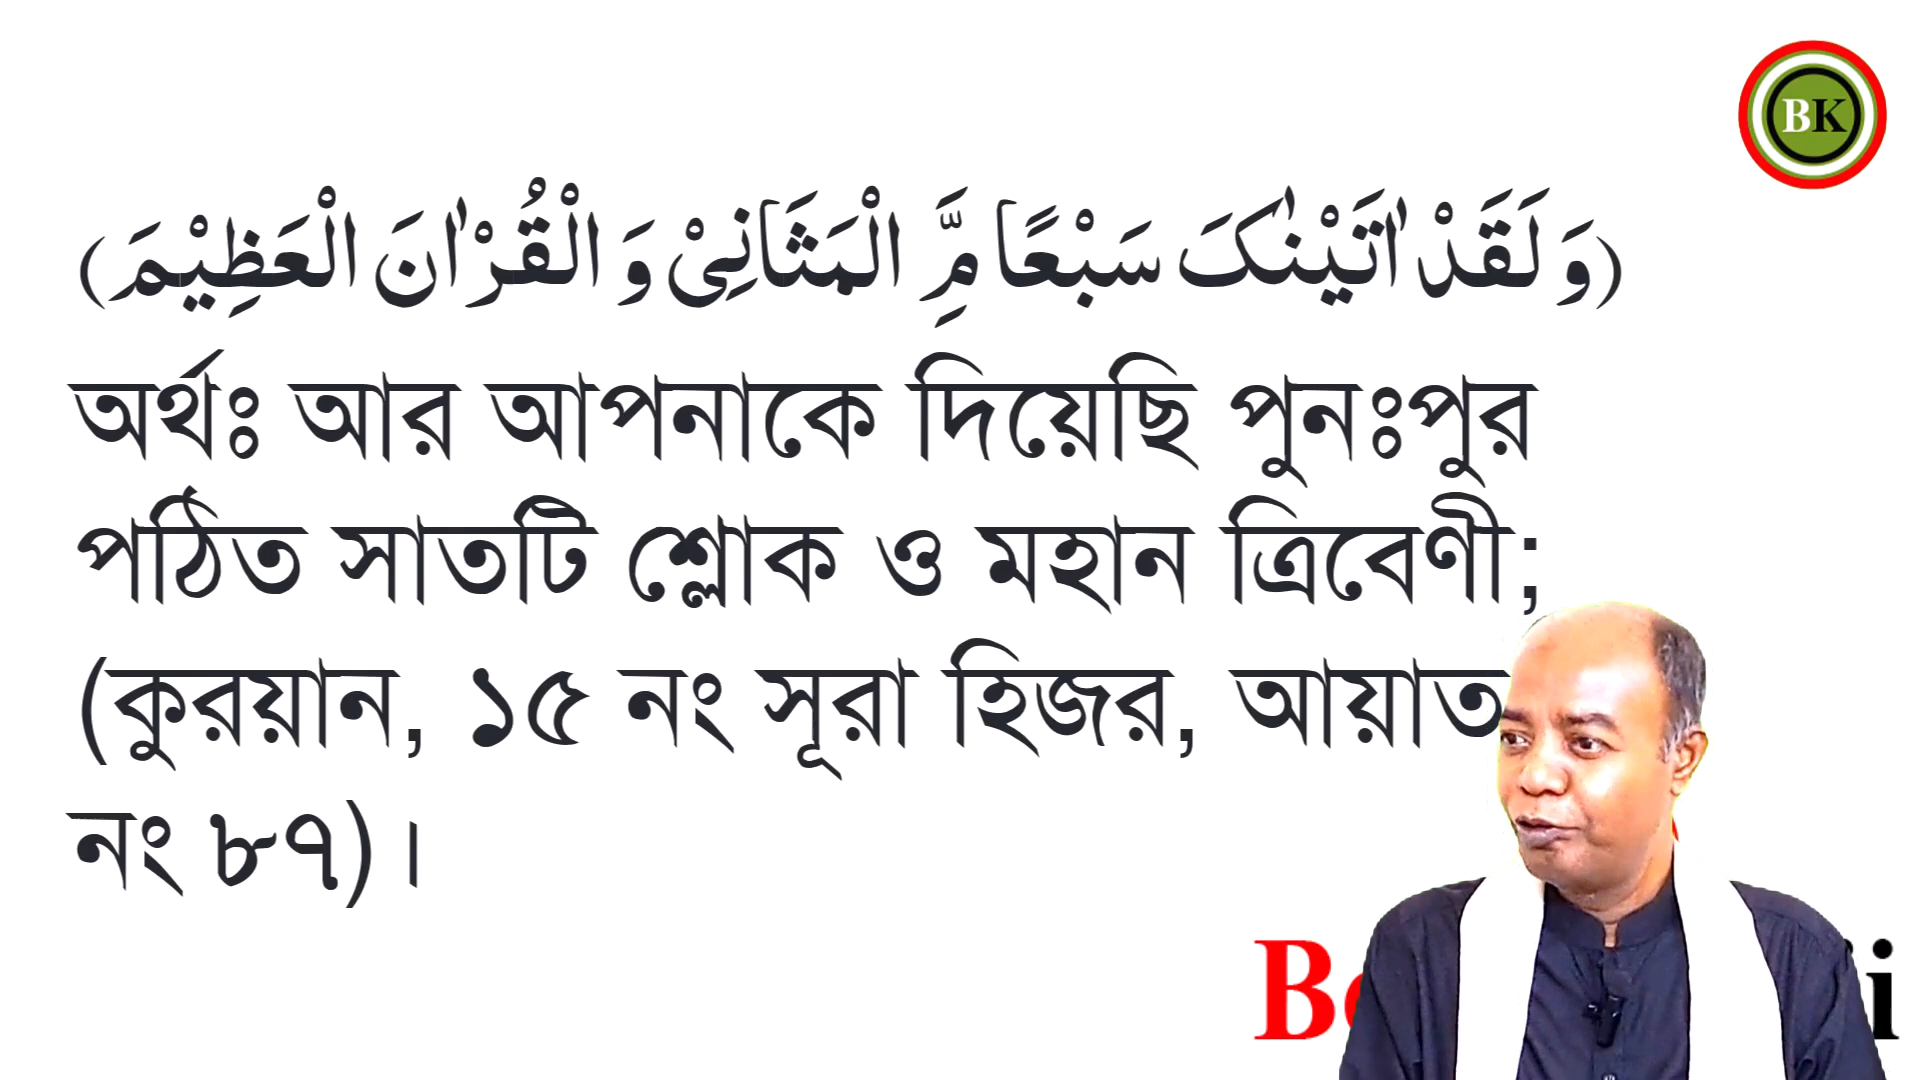 BK
(وَ لَقَدْ اٰتَیْنٰكَ سَبْعًا مِّنَ الْمَثَانِیْ وَ الْقُرْاٰنَ الْعَظِیْمَ)
অর্থঃ আর আপনাকে দিয়েছি পুনঃপুর
পঠিত সাতটি শ্লোক ও মহান ত্রিবেণী;
(কুরয়ান, ১৫ নং সূরা হিজর, আয়াত
নং ৮৭)।